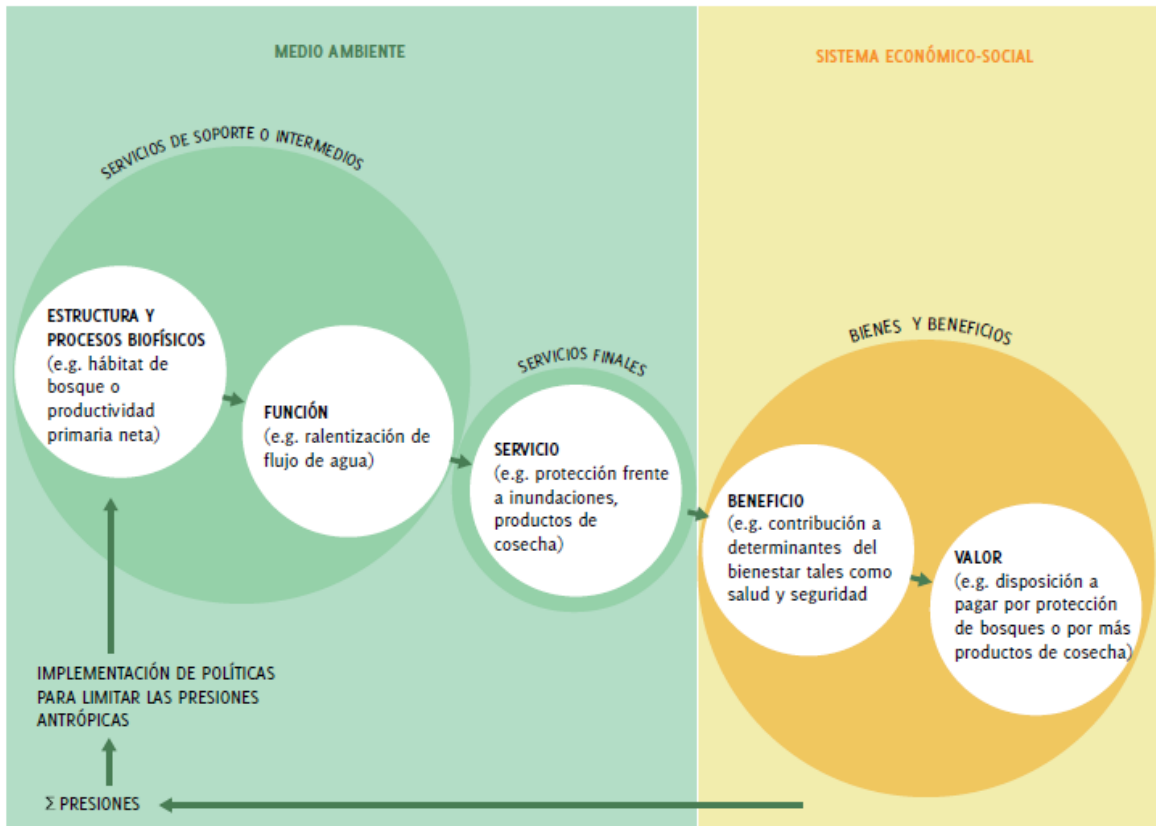 MEDIO AMBIENTE
SISTEMA ECONÓMICO-SOCIAL
SERVICIOS DE SOPORTE O INTERMEDIOS
ESTRUCTURA Y
PROCESOS BIOFÍSICOS
(e.g. hábitat de
bosque o
productividad
primaria neta)
FUNCIÓN
(e.g. ralentización de
flujo de agua)
SERVICIOS FINALES
SERVICIO
(e.g. protección frente
a inundaciones,
productos de
cosecha)
BIENES Y BENEFICIOS
BENEFICIO
(e.g. contribución a
determinantes del
bienestar tales como
salud y seguridad
VALOR
(e.g. disposición a
pagar por protección
de bosques o por más
productos de cosecha)
IMPLEMENTACIÓN DE POLÍTICAS
PARA LIMITAR LAS PRESIONES
ANTRÓPICAS
Σ PRESIONES